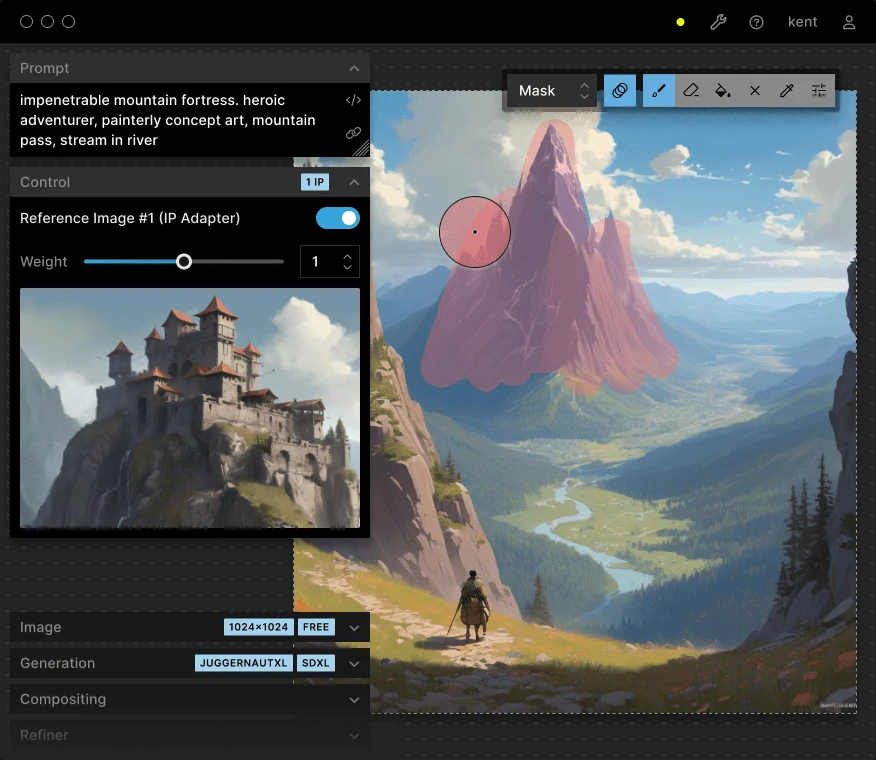 kent
Prompt
impenetrable mountain fortress. heroic
adventurer, painterly concept art, mountain
pass, stream in river
Mask
Control
1 IP
Reference Image #1 (IP Adapter)
Weight
1
Image
1024×1024
FREE
Generation
JUGGERNAUTXL
SDXL
Compositing
Refiner